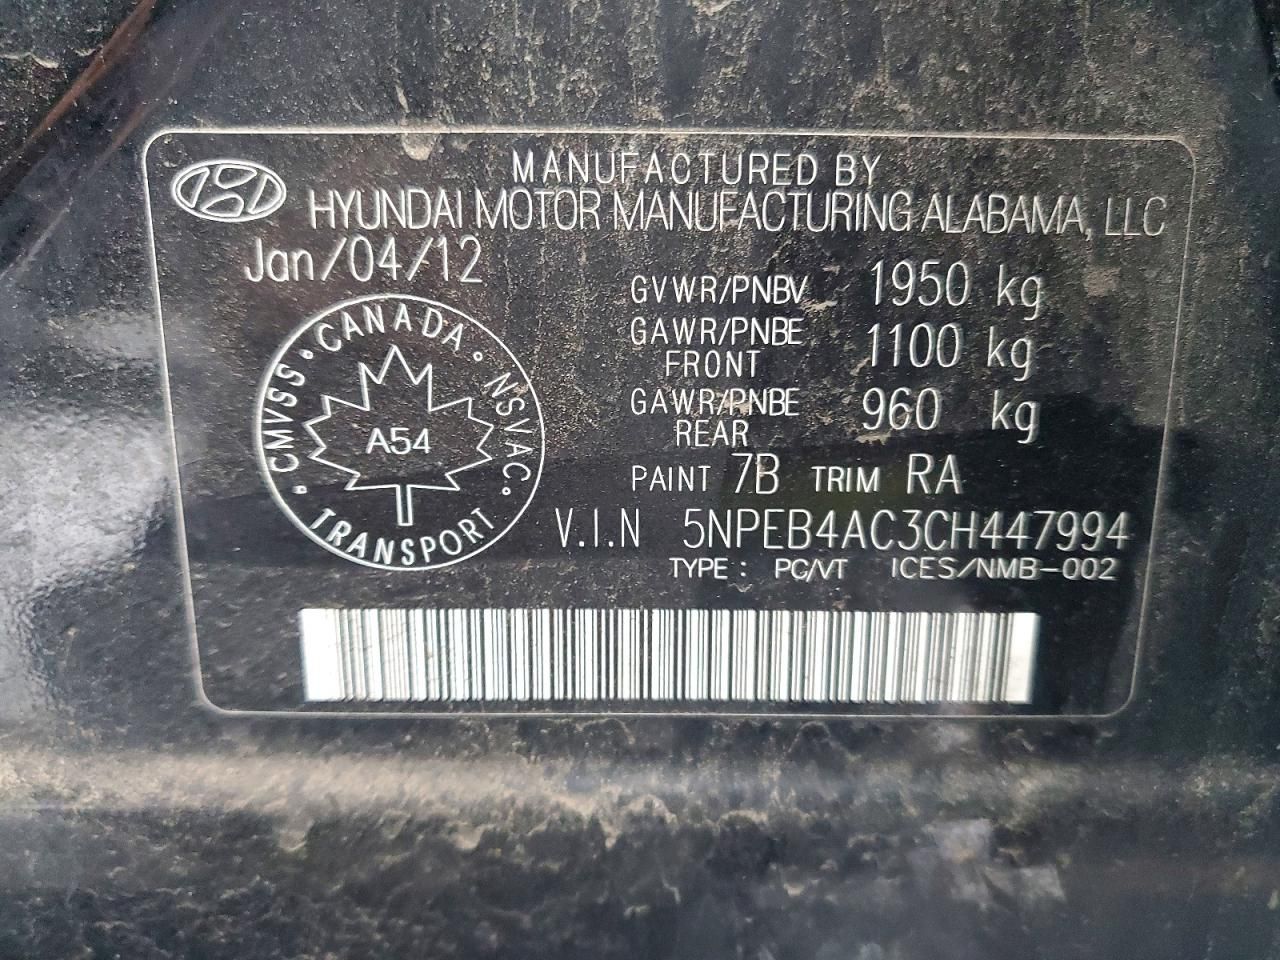 MANUFACTURED BY
HYUNDAI MOTOR MANUFACTURING ALABAMA, LLC
Jan/04/12
GVWR/PNBV 1950 kg
GAWR/PNBE FRONT 1100 kg
GAWR/PNBE REAR 960 kg
PAINT 7B TRIM RA
V.I.N 5NPEB4AC3CH447994
TYPE : PC/VT ICES/NMB-002
CMVSS · CANADA · NSVAC · TRANSPORT ·
A54